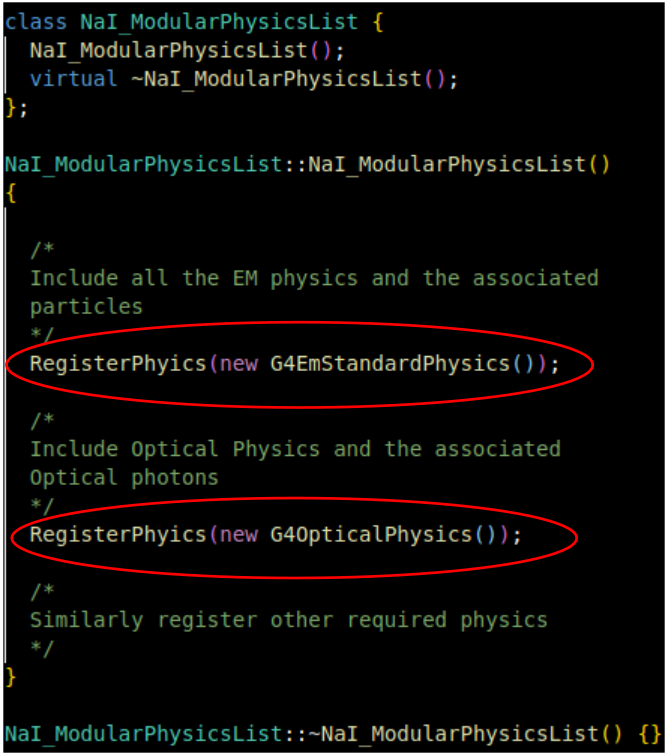 class NaI_ModularPhysicsList {
NaI_ModularPhysicsList();
virtual ~NaI_ModularPhysicsList();
};
NaI_ModularPhysicsList::NaI_ModularPhysicsList()
{
/*
Include all the EM physics and the associated
particles
*/
RegisterPhyics(new G4EmStandardPhysics());
/*
Include Optical Physics and the associated
Optical photons
*/
RegisterPhyics(new G4OpticalPhysics());
/*
Similarly register other required physics
*/
}
NaI_ModularPhysicsList::~NaI_ModularPhysicsList() {}